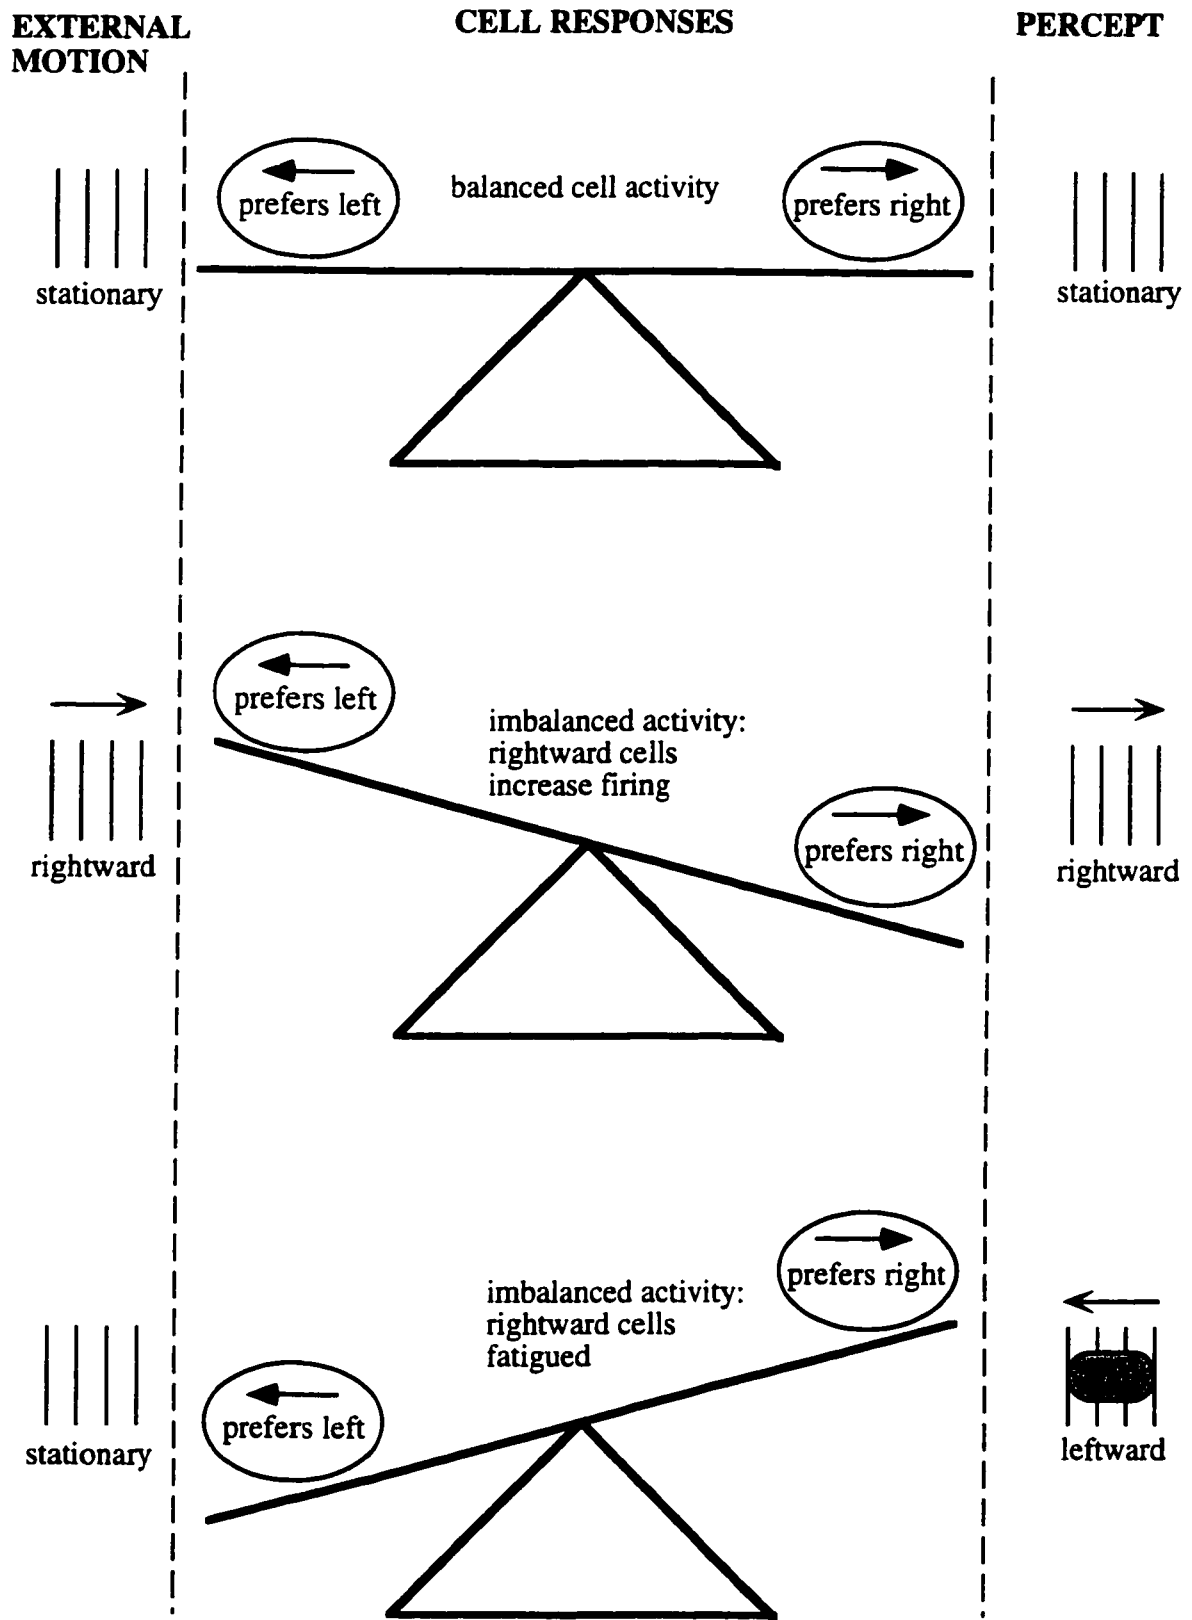 EXTERNAL
MOTION
CELL RESPONSES
PERCEPT
prefers left
balanced cell activity
prefers right
stationary
stationary
prefers left
imbalanced activity:
rightward cells
increase firing
prefers right
rightward
rightward
prefers right
imbalanced activity:
rightward cells
fatigued
prefers left
stationary
leftward